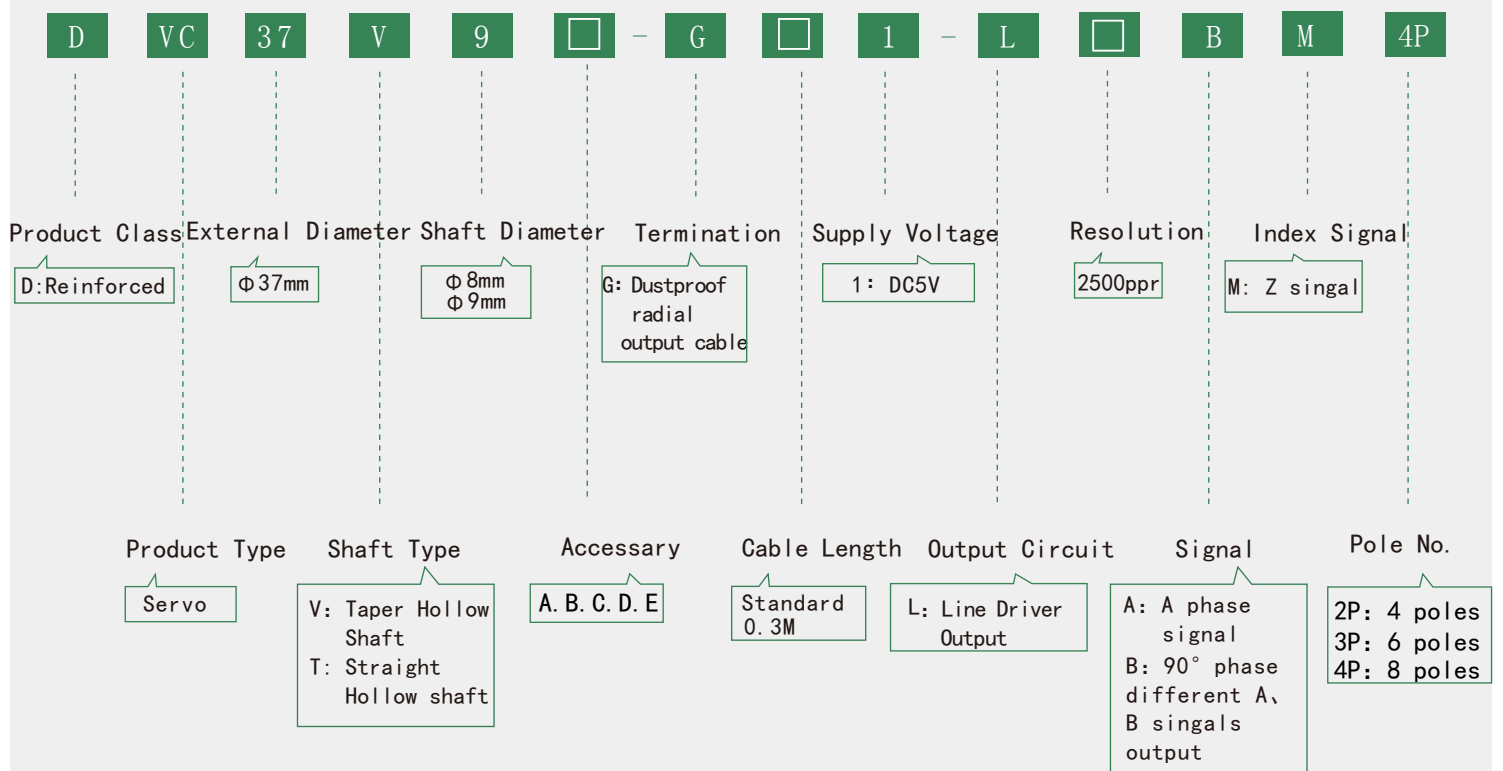 D VC 37 V 9 □ - G □ 1 - L □ B M 4P
Product Class External Diameter Shaft Diameter Termination Supply Voltage Resolution Index Signal
D:Reinforced
Φ37mm
Φ8mm
Φ9mm
G: Dustproof
radial
output cable
1: DC5V
2500ppr
M: Z singal
Product Type Shaft Type Accessary Cable Length Output Circuit Signal Pole No.
Servo
V: Taper Hollow
Shaft
T: Straight
Hollow shaft
A.B.C.D.E
Standard
0.3M
L: Line Driver
Output
A: A phase
signal
B: 90° phase
different A、
B singals
output
2P: 4 poles
3P: 6 poles
4P: 8 poles